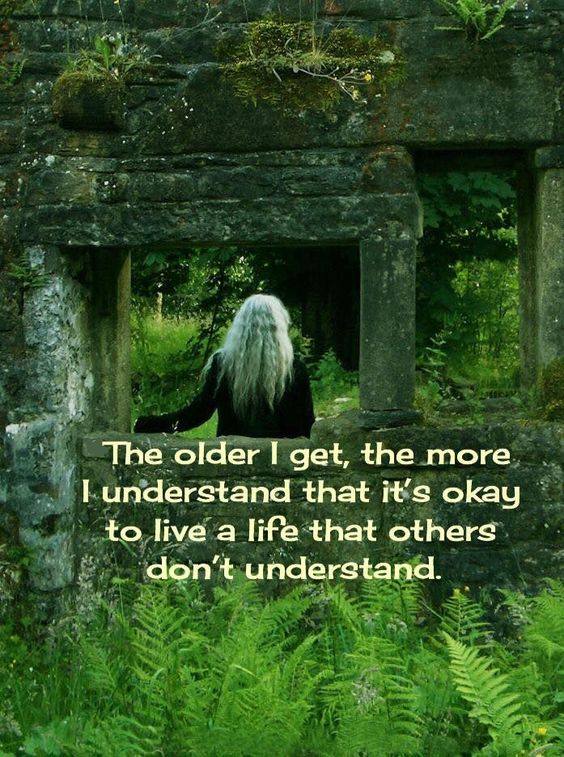 The older I get, the more
I understand that it's okay
to live a life that others
don't understand.